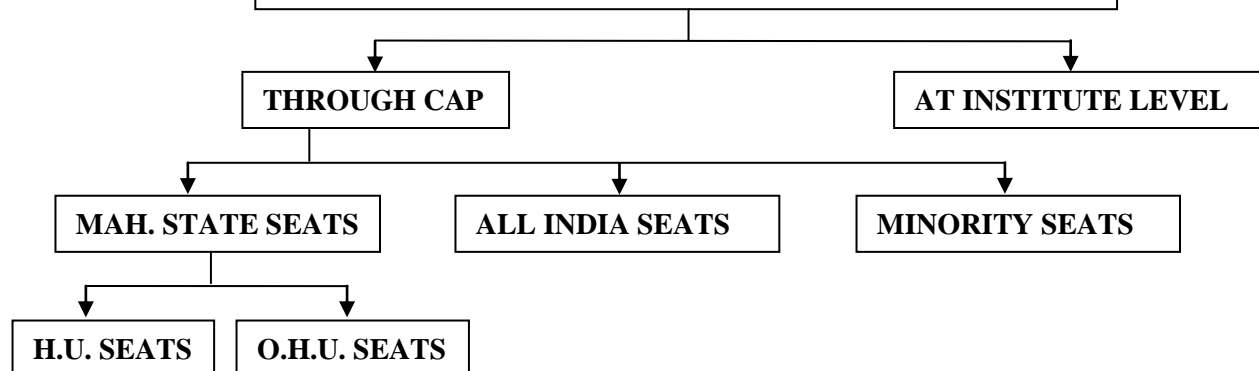 THROUGH CAP
AT INSTITUTE LEVEL
MAH. STATE SEATS
ALL INDIA SEATS
MINORITY SEATS
H.U. SEATS
O.H.U. SEATS